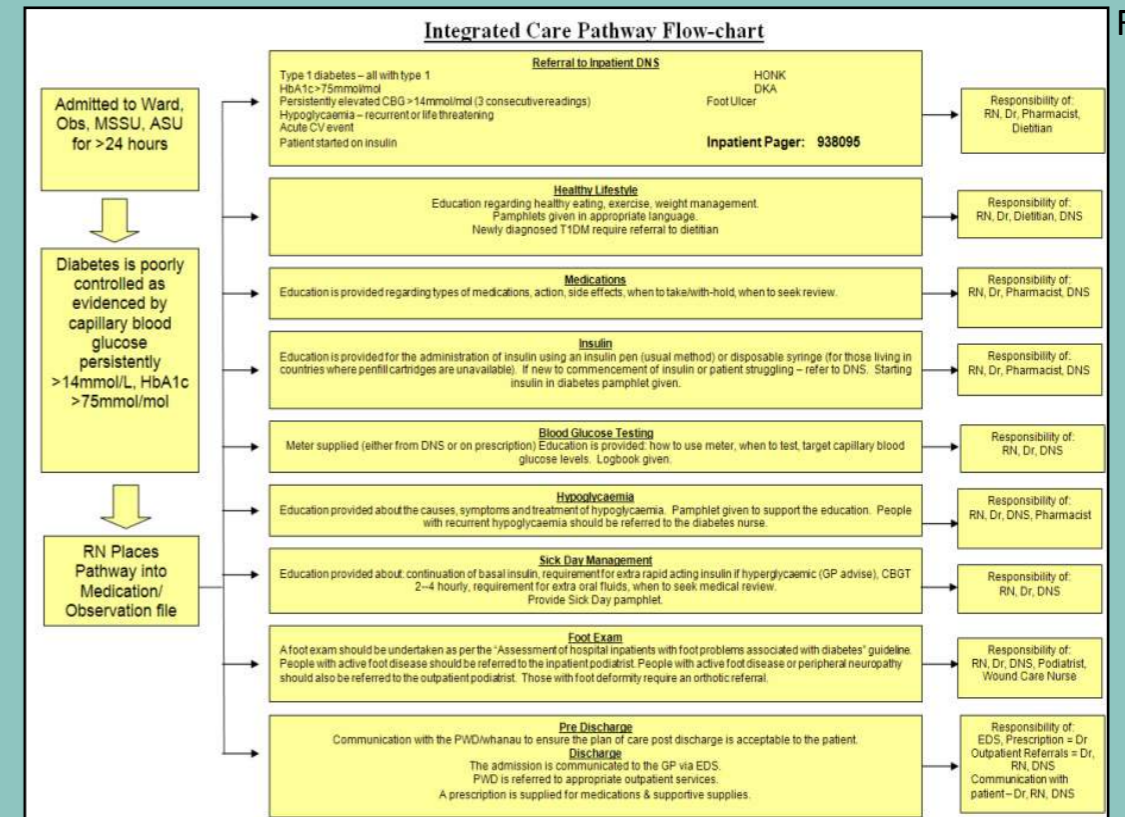 Integrated Care Pathway Flow-chart
Admitted to Ward,
Obs, MSSU, ASU
for >24 hours
Diabetes is poorly
controlled as
evidenced by
capillary blood
glucose
persistently
>14mmol/L, HbA1c
>75mmol/mol
RN Places
Pathway into
Medication/
Observation file
Referral to Inpatient DNS
Type 1 diabetes – all with type 1 HONK
HbA1c>75mmol/mol DKA
Persistently elevated CBG >14mmol/mol (3 consecutive readings) Foot Ulcer
Hypoglycaemia – recurrent or life threatening
Acute CV event
Patient started on insulin Inpatient Pager: 938095
Responsibility of:
RN, Dr, Pharmacist,
Dietitian
Healthy Lifestyle
Education regarding healthy eating, exercise, weight management.
Pamphlets given in appropriate language.
Newly diagnosed T1DM require referral to dietitian
Responsibility of:
RN, Dr, Dietitian, DNS
Medications
Education is provided regarding types of medications, action, side effects, when to take/with-hold, when to seek review.
Responsibility of:
RN, Dr, Pharmacist, DNS
Insulin
Education is provided for the administration of insulin using an insulin pen (usual method) or disposable syringe (for those living in
countries where penfill cartridges are unavailable). If new to commencement of insulin or patient struggling – refer to DNS. Starting
insulin in diabetes pamphlet given.
Responsibility of:
RN, Dr, Pharmacist, DNS
Blood Glucose Testing
Meter supplied (either from DNS or on prescription) Education is provided: how to use meter, when to test, target capillary blood
glucose levels. Logbook given.
Responsibility of:
RN, Dr, DNS
Hypoglycaemia
Education provided about the causes, symptoms and treatment of hypoglycaemia. Pamphlet given to support the education. People
with recurrent hypoglycaemia should be referred to the diabetes nurse.
Responsibility of:
RN, Dr, DNS, Pharmacist
Sick Day Management
Education provided about: continuation of basal insulin, requirement for extra rapid acting insulin if hyperglycaemic (GP advise), CBGT
2--4 hourly, requirement for extra oral fluids, when to seek medical review.
Provide Sick Day pamphlet.
Responsibility of:
RN, Dr, DNS
Foot Exam
A foot exam should be undertaken as per the "Assessment of hospital inpatients with foot problems associated with diabetes" guideline.
People with active foot disease should be referred to the inpatient podiatrist. People with active foot disease or peripheral neuropathy
should also be referred to the outpatient podiatrist. Those with foot deformity require an orthotic referral.
Responsibility of:
RN, Dr, DNS, Podiatrist,
Wound Care Nurse
Pre Discharge
Communication with the PWD/whanau to ensure the plan of care post discharge is acceptable to the patient.
Discharge
The admission is communicated to the GP via EDS.
PWD is referred to appropriate outpatient services.
A prescription is supplied for medications & supportive supplies.
Responsibility of:
EDS, Prescription = Dr
Outpatient Referrals = Dr,
RN, DNS
Communication with
patient – Dr, RN, DNS